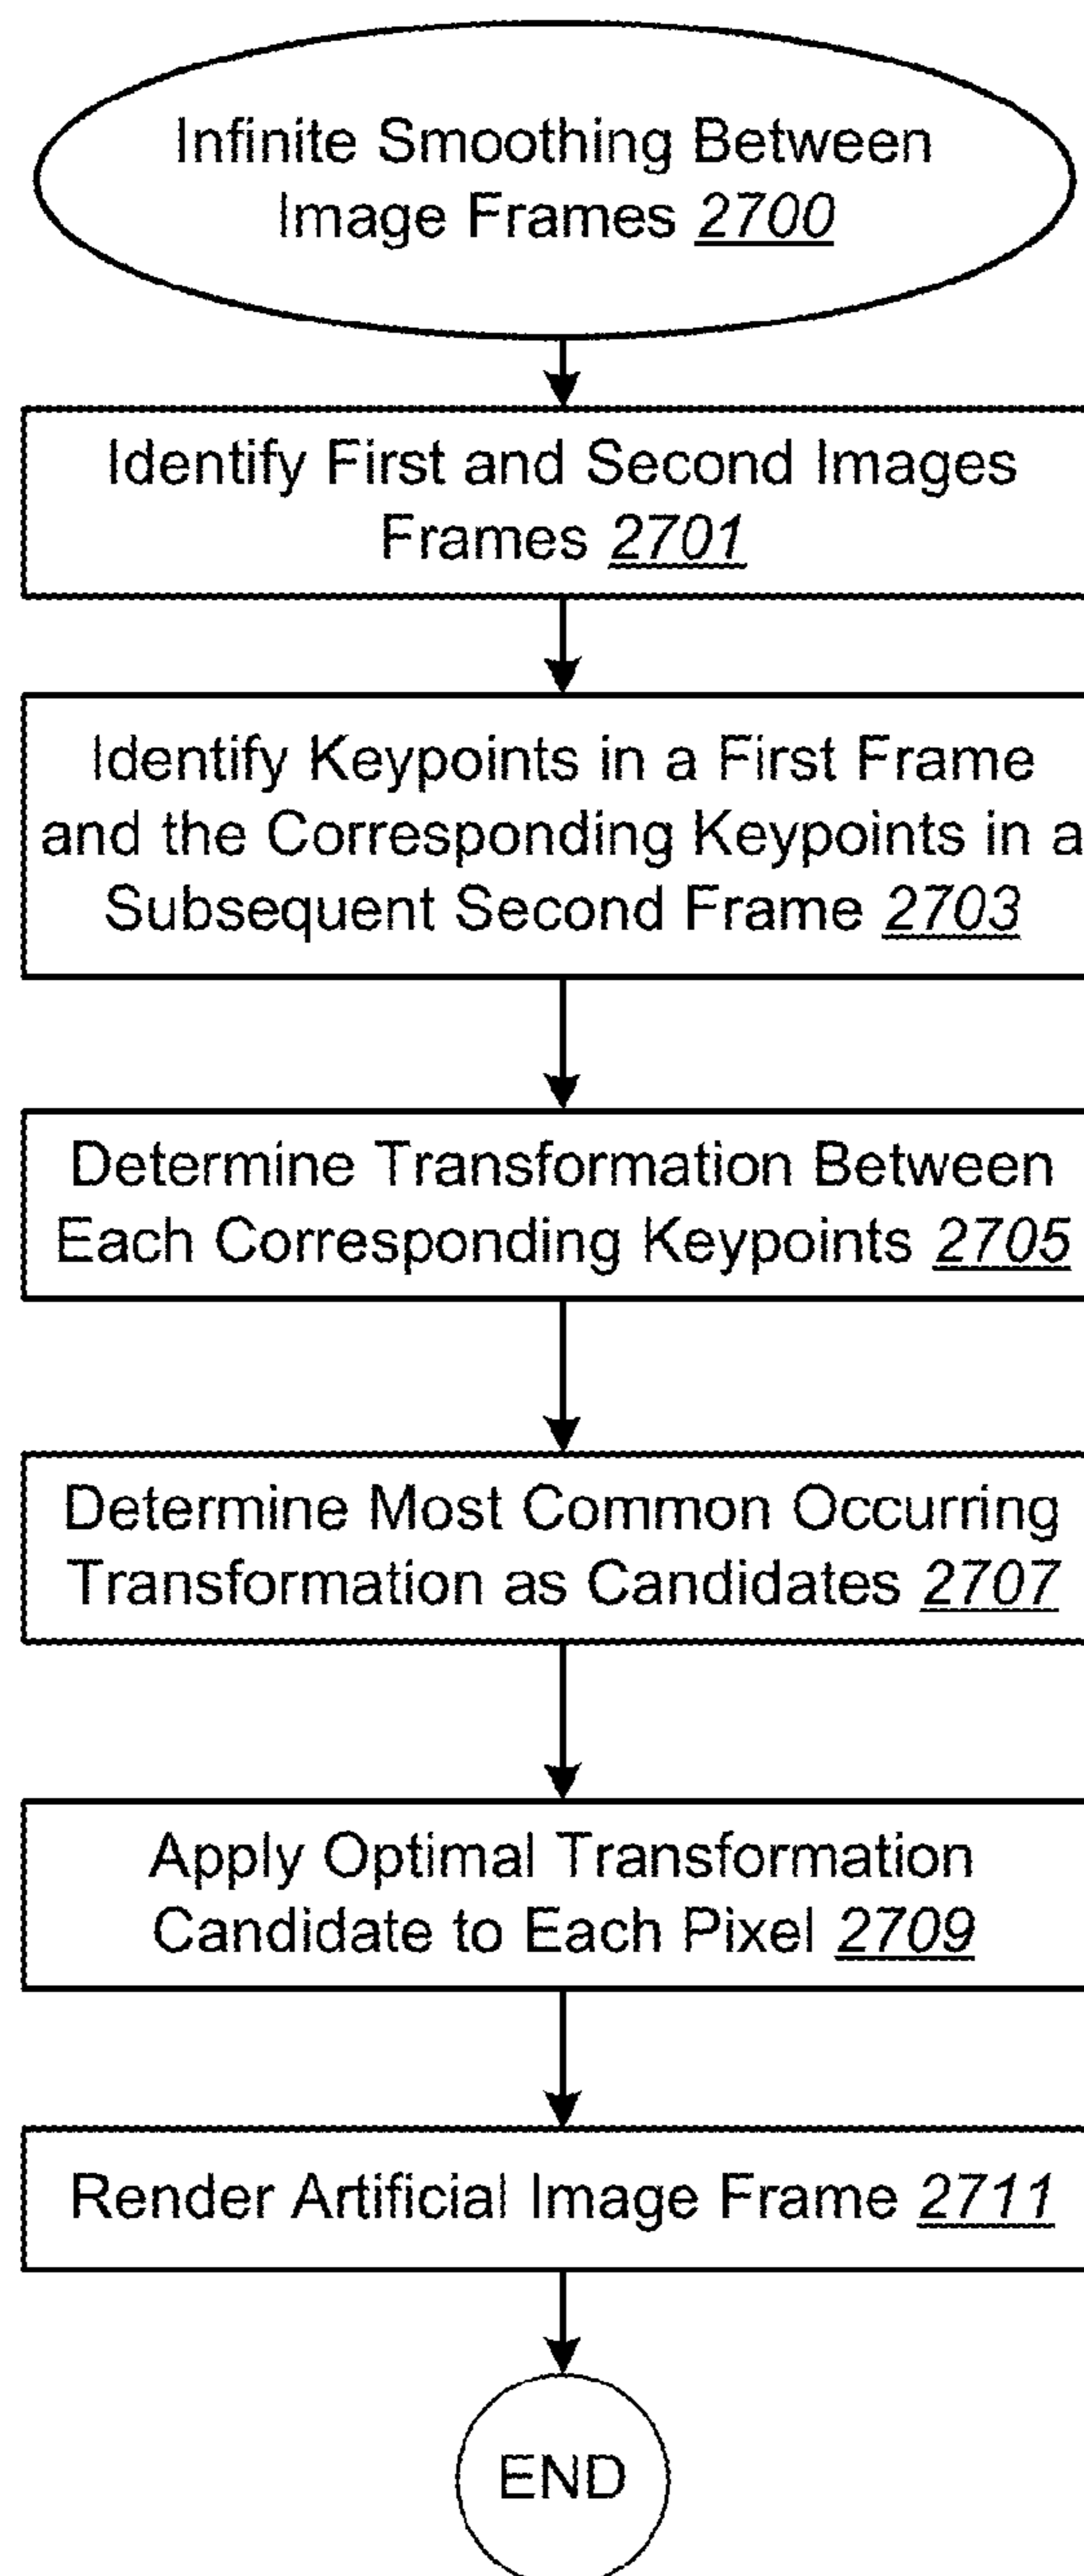 Infinite Smoothing Between
Image Frames 2700
Identify First and Second Images
Frames 2701
Identify Keypoints in a First Frame
and the Corresponding Keypoints in a
Subsequent Second Frame 2703
Determine Transformation Between
Each Corresponding Keypoints 2705
Determine Most Common Occurring
Transformation as Candidates 2707
Apply Optimal Transformation
Candidate to Each Pixel 2709
Render Artificial Image Frame 2711
END